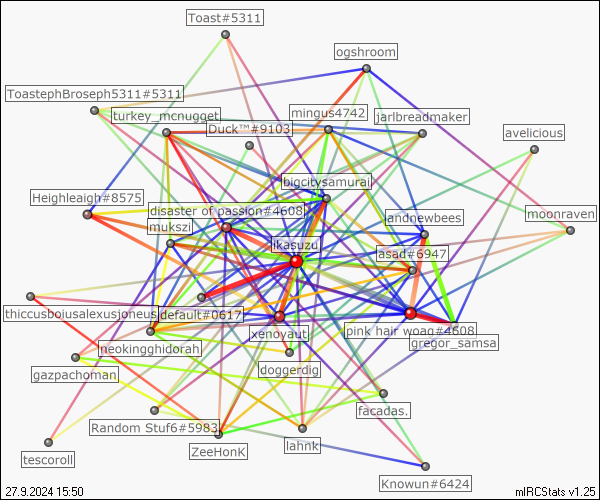 Toast#5311
ogshroom
ToastephBroseph5311#5311
turkey_mcnugget
mingus4742
jarlbreadmaker
Duck™#9103
avelicious
bigcitysamurai
Heighleaigh#8575
disaster of passion#4608
iandnewbees
moonraven
mukszi
ikasuzu
asad#6947
thiccusboiusalexusjoneus
default#0617
xenovaut
pink hair woag#4608
gregor_samsa
neokingghidorah
doggerdig
gazpachoman
facadas.
Random Stuf6#5983
lahnk
ZeeHonK
tescoroll
Knowun#6424
27.9.2024 15:50
mIRCStats v1.25